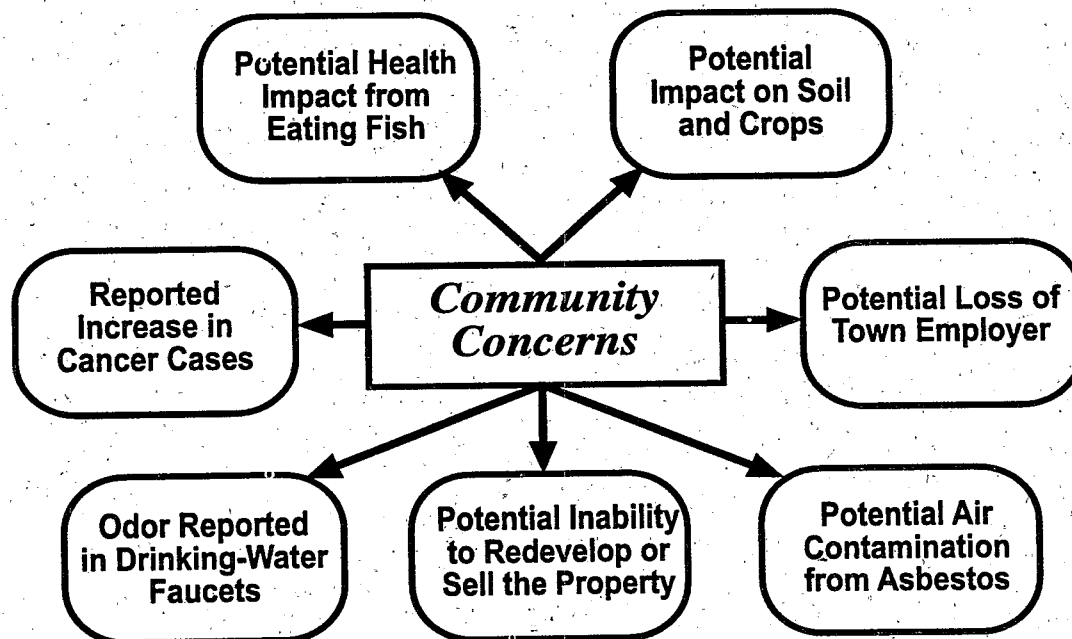 Potential Health
Impact from
Eating Fish
Potential
Impact on Soil
and Crops
Reported
Increase in
Cancer Cases
Community
Concerns
Potential Loss of
Town Employer
Odor Reported
in Drinking-Water
Faucets
Potential Inability
to Redevelop or
Sell the Property
Potential Air
Contamination
from Asbestos